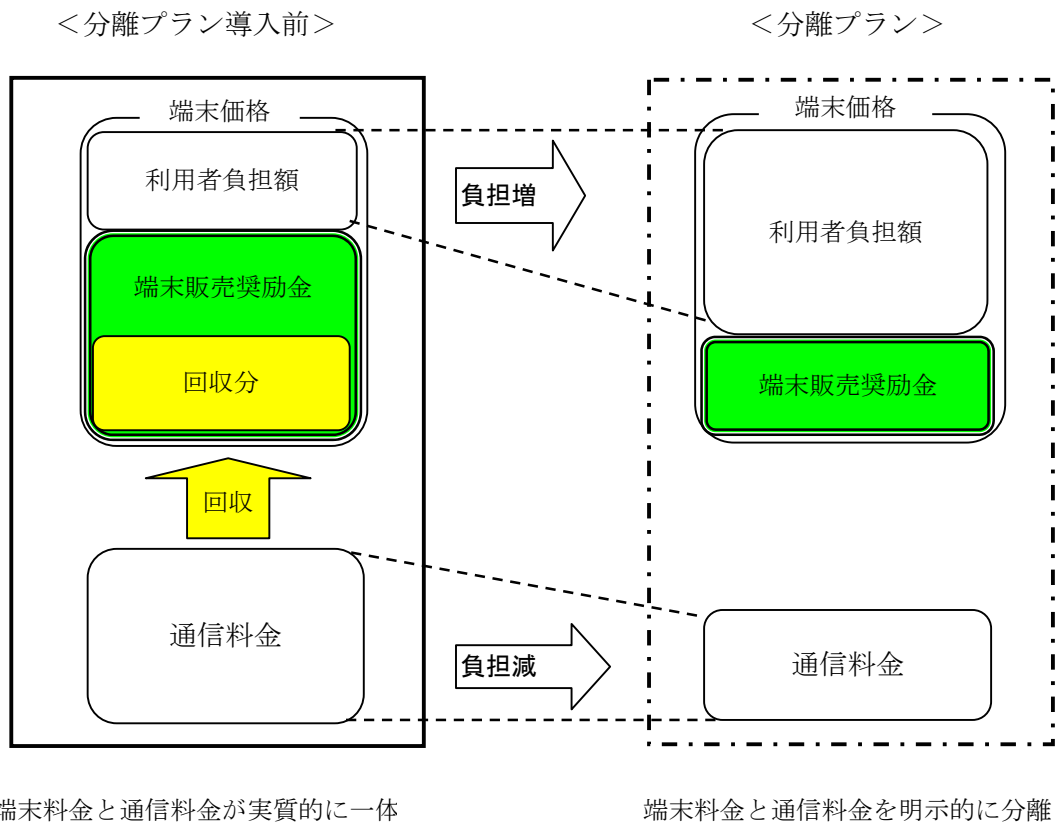 ＜分離プラン導入前＞
＜分離プラン＞
端末価格
利用者負担額
端末販売奨励金
回収分
回収
通信料金
負担増
負担減
端末価格
利用者負担額
端末販売奨励金
通信料金
端末料金と通信料金が実質的に一体
端末料金と通信料金を明示的に分離